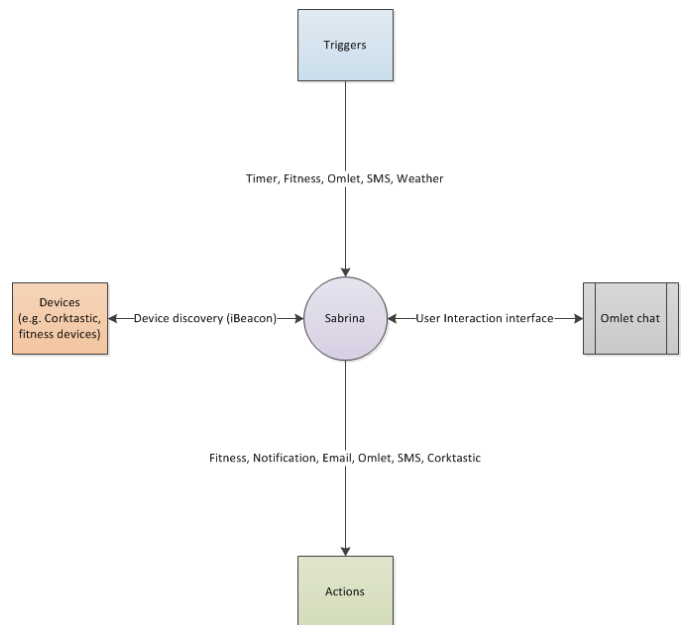 Triggers
Timer, Fitness, Omlet, SMS, Weather
Devices
(e.g. Corktastic,
fitness devices)
Device discovery (iBeacon)
Sabrina
User Interaction interface
Omlet chat
Fitness, Notification, Email, Omlet, SMS, Corktastic
Actions